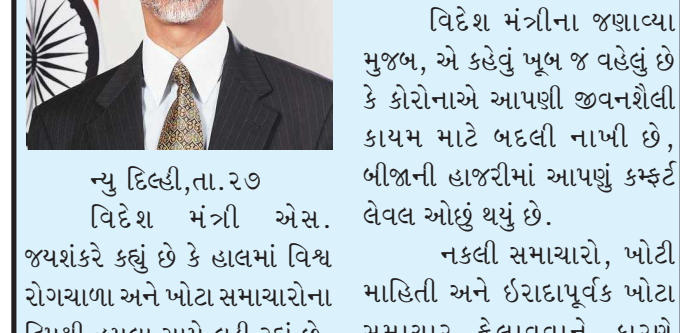 ન્યુ દિલ્હી,તા.૨૭
વિદેશ મંત્રી એસ.
જયશંકરે કહ્યું છે કે હાલમાં વિશ્વ
રોગચાળા અને ખોટા સમાચારોના
વિદેશ મંત્રીના જણાવ્યા
મુજબ, એ કહેવું ખૂબ જ વહેલું છે
કે કોરોનાએ આપણી જીવનશૈલી
કાયમ માટે બદલી નાખી છે,
બીજાની હાજરીમાં આપણું કમ્ફર્ટ
લેવલ ઓછું થયું છે.
નકલી સમાચારો, ખોટી
માહિતી અને ઇરાદાપૂર્વક ખોટા